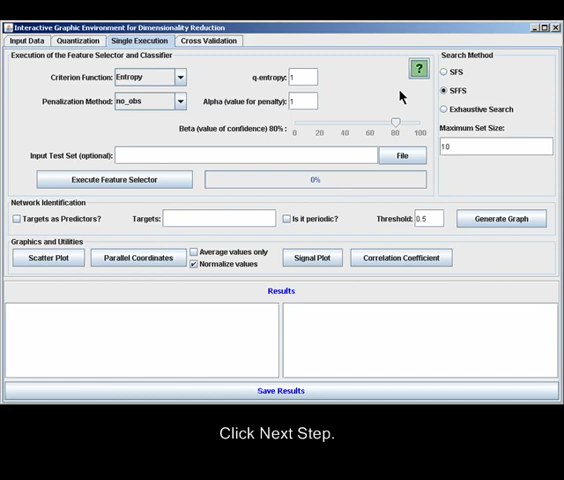 Interactive Graphic Environment for Dimensionality Reduction
Input Data Quantization Single Execution Cross Validation
Execution of the Feature Selector and Classifier
Search Method
Criterion Function: Entropy q-entropy: 1 ?
SFS
SFFS
Penalization Method: no_obs Alpha (value for penalty): 1
Exhaustive Search
Beta (value of confidence) 80% :
0 20 40 60 80 100
Maximum Set Size:
10
Input Test Set (optional): File
Execute Feature Selector 0%
Network Identification
Targets as Predictors? Targets: Is it periodic? Threshold: 0.5 Generate Graph
Graphics and Utilities
Scatter Plot Parallel Coordinates Average values only Signal Plot Correlation Coefficient
Normalize values
Results
Save Results
Click Next Step.